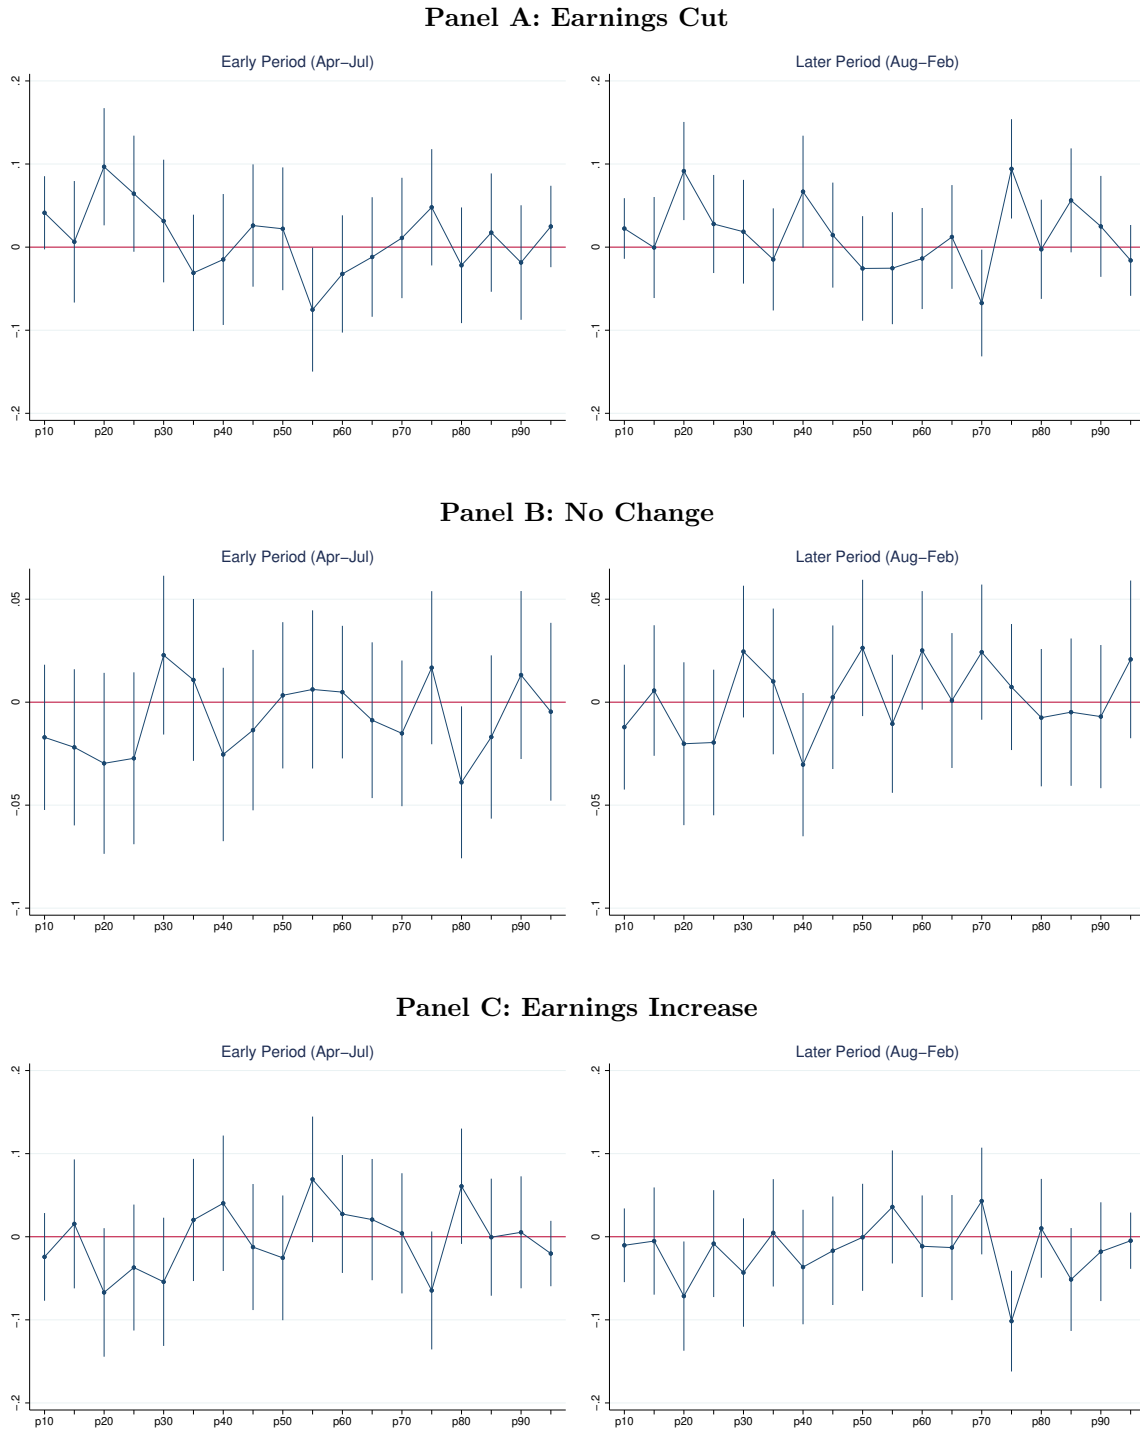 Panel A: Earnings Cut
Early Period (Apr–Jul)
Later Period (Aug–Feb)
.2
.1
0
-.1
-.2
p10 p20 p30 p40 p50 p60 p70 p80 p90
.2
.1
0
-.1
-.2
p10 p20 p30 p40 p50 p60 p70 p80 p90
Panel B: No Change
Early Period (Apr–Jul)
Later Period (Aug–Feb)
.05
0
-.05
-.1
p10 p20 p30 p40 p50 p60 p70 p80 p90
.05
0
-.05
-.1
p10 p20 p30 p40 p50 p60 p70 p80 p90
Panel C: Earnings Increase
Early Period (Apr–Jul)
Later Period (Aug–Feb)
.2
.1
0
-.1
-.2
p10 p20 p30 p40 p50 p60 p70 p80 p90
.2
.1
0
-.1
-.2
p10 p20 p30 p40 p50 p60 p70 p80 p90